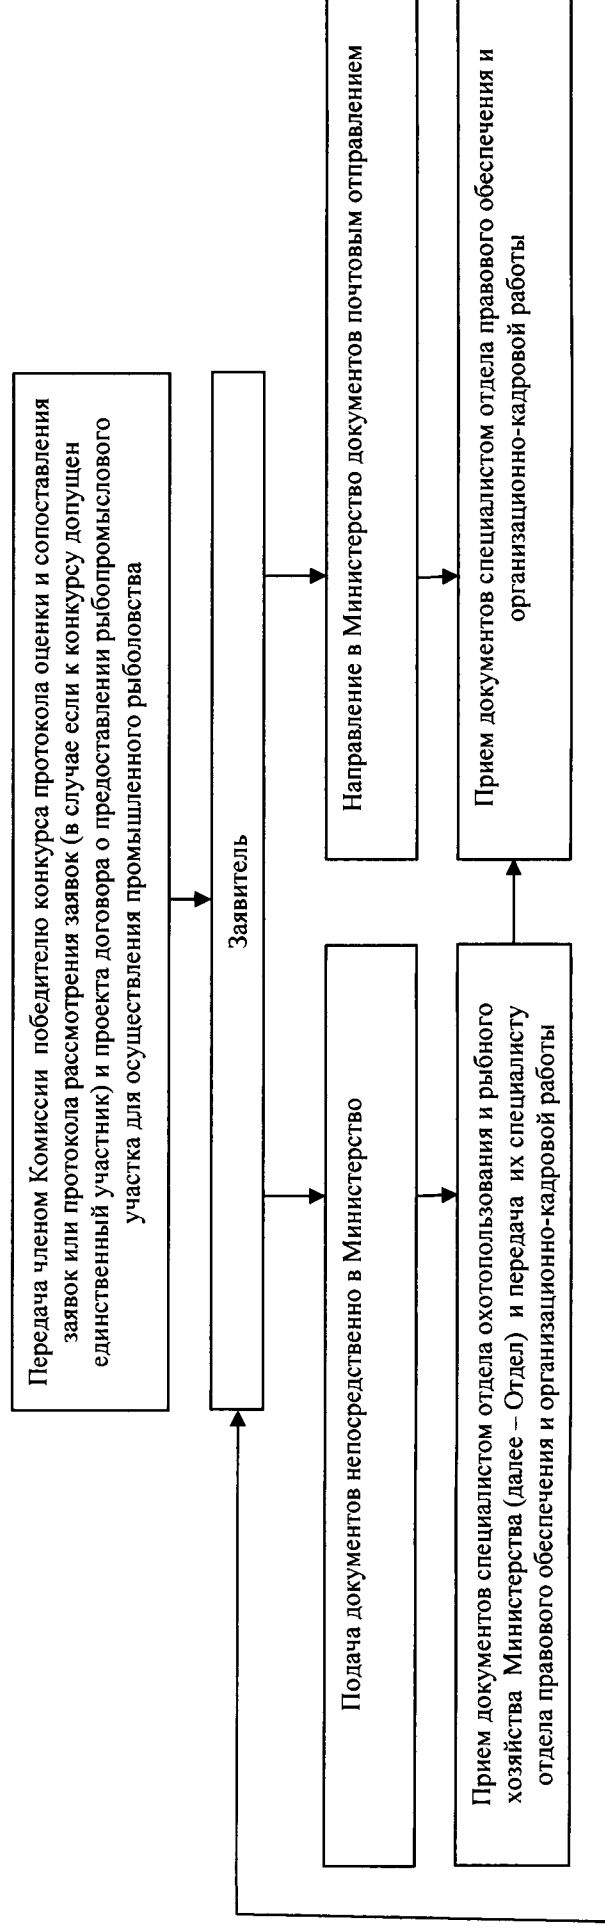 Передача членом Комиссии победителю конкурса протокола оценки и сопоставления
заявок или протокола рассмотрения заявок (в случае если к конкурсу допущен
единственный участник) и проекта договора о предоставлении рыбопромыслового
участка для осуществления промышленного рыболовства
Заявитель
Подача документов непосредственно в Министерство
Направление в Министерство документов почтовым отправлением
Прием документов специалистом отдела охотопользования и рыбного
хозяйства Министерства (далее – Отдел) и передача их специалисту
отдела правового обеспечения и организационно-кадровой работы
Прием документов специалистом отдела правового обеспечения и
организационно-кадровой работы